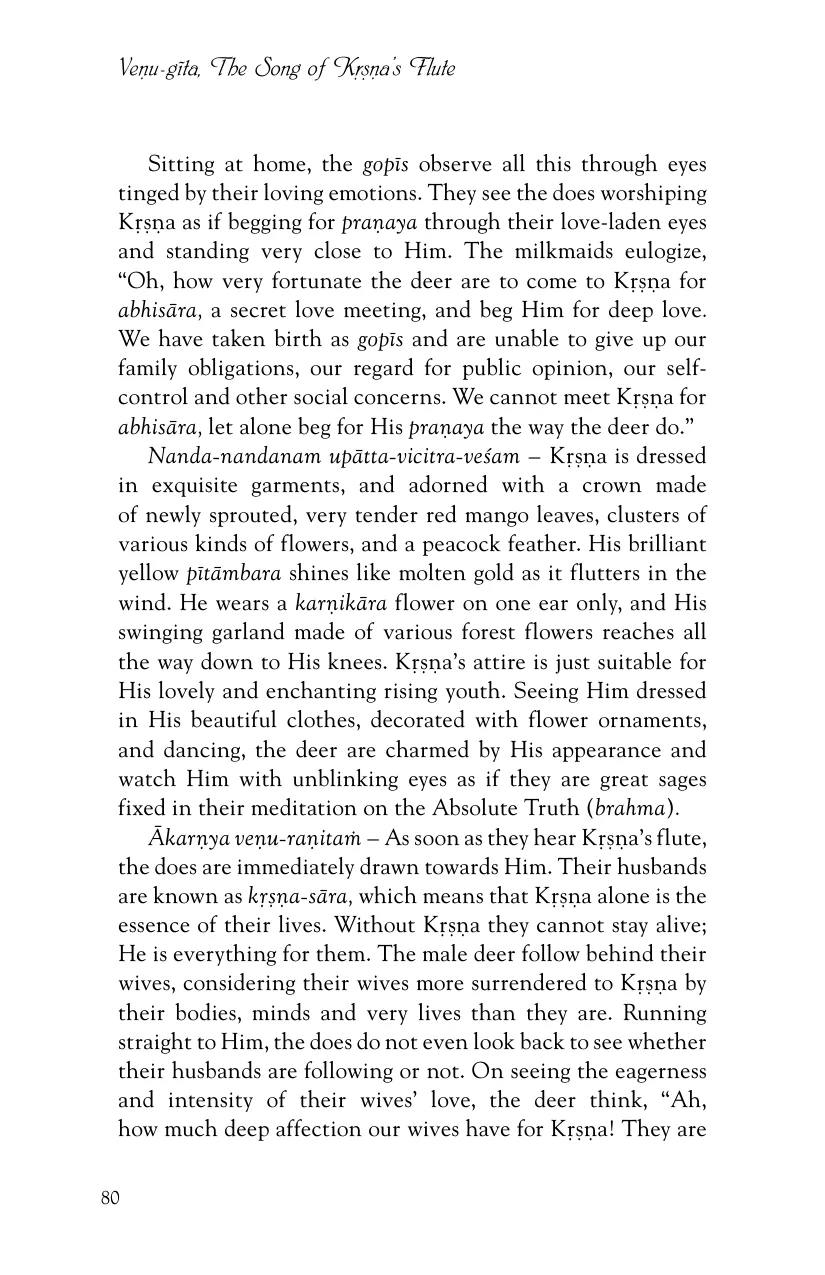 Veṇu-gīta, The Song of Kṛṣṇa's Flute
Sitting at home, the gopīs observe all this through eyes
tinged by their loving emotions. They see the does worshiping
Kṛṣṇa as if begging for praṇaya through their love-laden eyes
and standing very close to Him. The milkmaids eulogize,
“Oh, how very fortunate the deer are to come to Kṛṣṇa for
abhisāra, a secret love meeting, and beg Him for deep love.
We have taken birth as gopīs and are unable to give up our
family obligations, our regard for public opinion, our self-
control and other social concerns. We cannot meet Kṛṣṇa for
abhisāra, let alone beg for His praṇaya the way the deer do.”
Nanda-nandanam upātta-vicitra-veśam – Kṛṣṇa is dressed
in exquisite garments, and adorned with a crown made
of newly sprouted, very tender red mango leaves, clusters of
various kinds of flowers, and a peacock feather. His brilliant
yellow pītāmbara shines like molten gold as it flutters in the
wind. He wears a karṇikāra flower on one ear only, and His
swinging garland made of various forest flowers reaches all
the way down to His knees. Kṛṣṇa’s attire is just suitable for
His lovely and enchanting rising youth. Seeing Him dressed
in His beautiful clothes, decorated with flower ornaments,
and dancing, the deer are charmed by His appearance and
watch Him with unblinking eyes as if they are great sages
fixed in their meditation on the Absolute Truth (brahma).
Ākarṇya veṇu-raṇitaṁ – As soon as they hear Kṛṣṇa’s flute,
the does are immediately drawn towards Him. Their husbands
are known as kṛṣṇa-sāra, which means that Kṛṣṇa alone is the
essence of their lives. Without Kṛṣṇa they cannot stay alive;
He is everything for them. The male deer follow behind their
wives, considering their wives more surrendered to Kṛṣṇa by
their bodies, minds and very lives than they are. Running
straight to Him, the does do not even look back to see whether
their husbands are following or not. On seeing the eagerness
and intensity of their wives’ love, the deer think, “Ah,
how much deep affection our wives have for Kṛṣṇa! They are
80